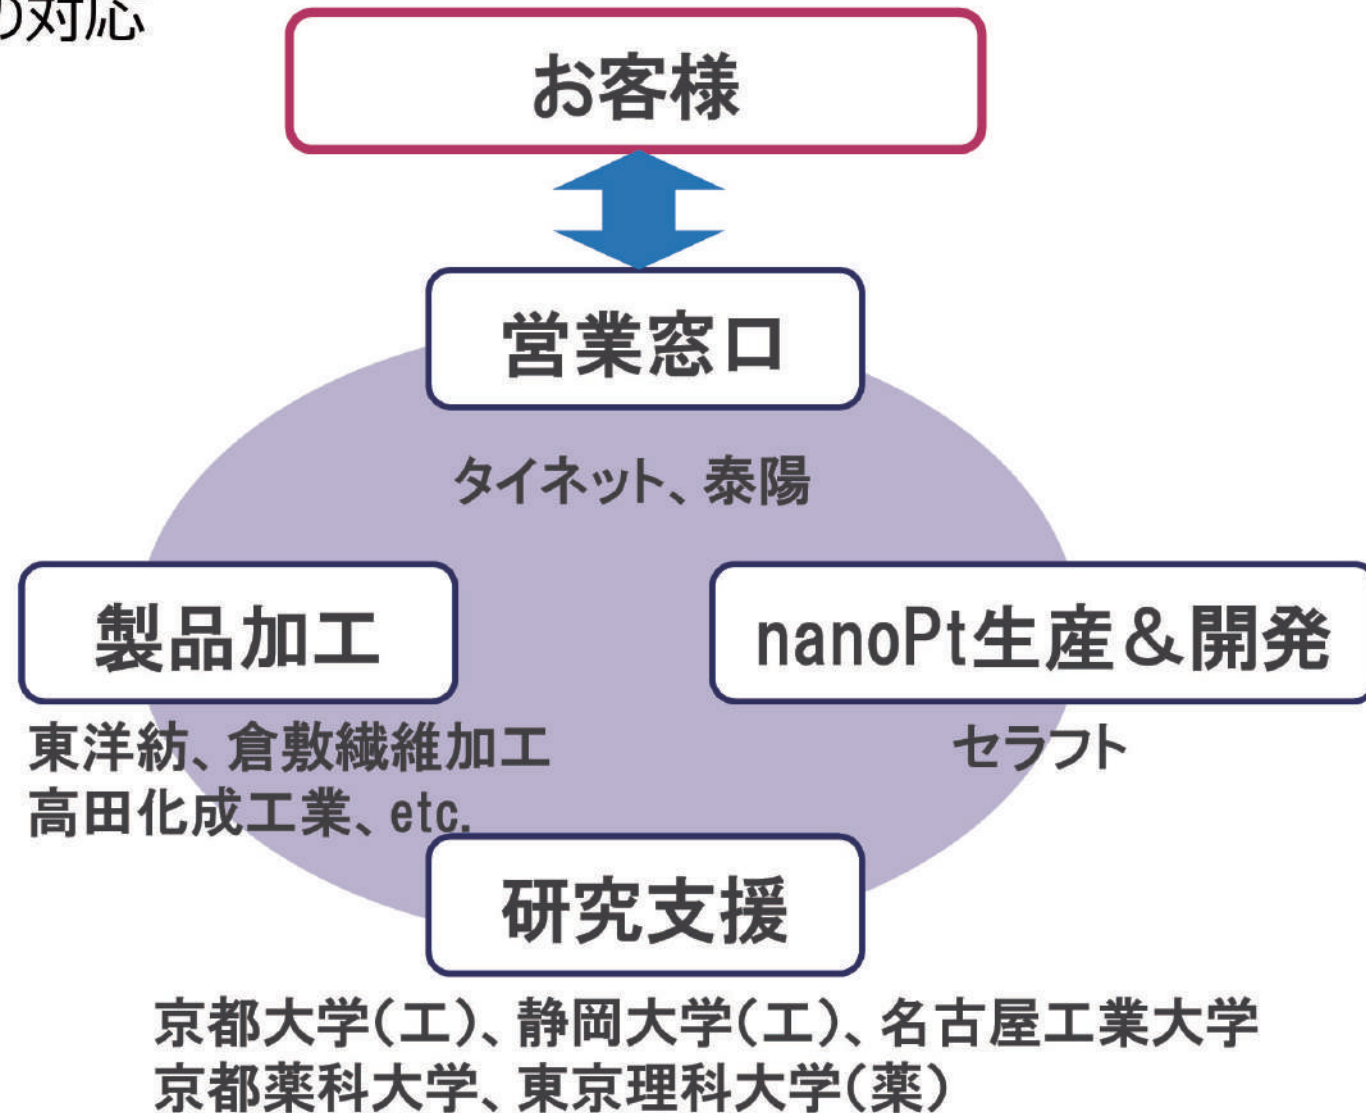 の対応
お客様
営業窓口
タイネット、泰陽
製品加工
nanoPt生産＆開発
東洋紡、倉敷繊維加工
高田化成工業、etc.
セラフト
研究支援
京都大学(工)、静岡大学(工)、名古屋工業大学
京都薬科大学、東京理科大学(薬)